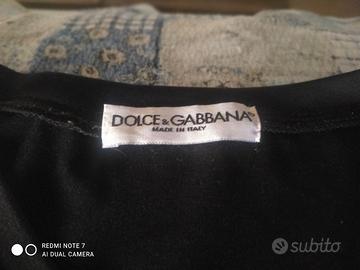 DOLCE&GABBANA
MADE IN ITALY
REDMI NOTE 7
AI DUAL CAMERA
subito